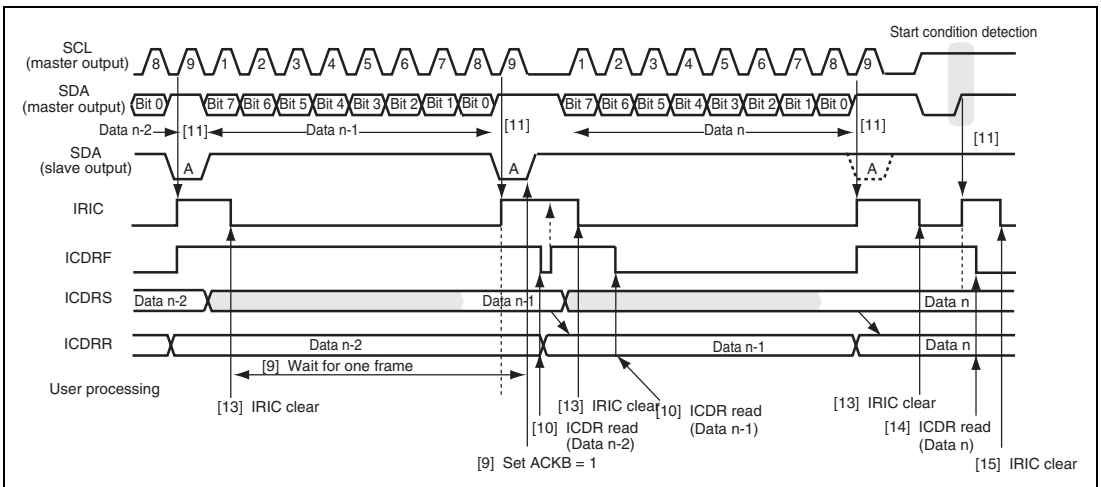 Start condition detection
SCL
(master output)
8 9 1 2 3 4 5 6 7 8 9 1 2 3 4 5 6 7 8 9
SDA
(master output)
Bit 0 Bit 7 Bit 6 Bit 5 Bit 4 Bit 3 Bit 2 Bit 1 Bit 0 Bit 7 Bit 6 Bit 5 Bit 4 Bit 3 Bit 2 Bit 1 Bit 0
Data n-2 [11] Data n-1 [11] Data n [11] [11]
SDA
(slave output)
A A A
IRIC
ICDRF
ICDRS
Data n-2 Data n-1 Data n
ICDRR
Data n-2 Data n-1 Data n
[9] Wait for one frame
User processing
[13] IRIC clear
[13] IRIC clear
[10] ICDR read
(Data n-1)
[13] IRIC clear
[10] ICDR read
(Data n-2)
[14] ICDR read
(Data n)
[9] Set ACKB = 1
[15] IRIC clear